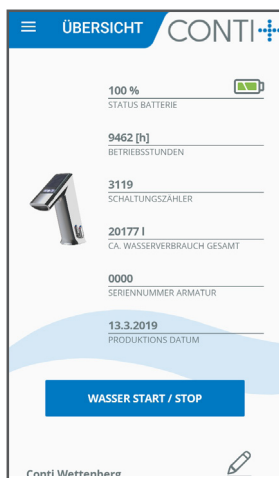 ÜBERSICHT
CONTI+
100 %
STATUS BATTERIE
9462 [h]
BETRIEBSSTUNDEN
3119
SCHALTUNGSZÄHLER
20177 l
CA. WASSERVERBRAUCH GESAMT
0000
SERIENNUMMER ARMATUR
13.3.2019
PRODUKTIONS DATUM
WASSER START / STOP
Conti Wettenberg